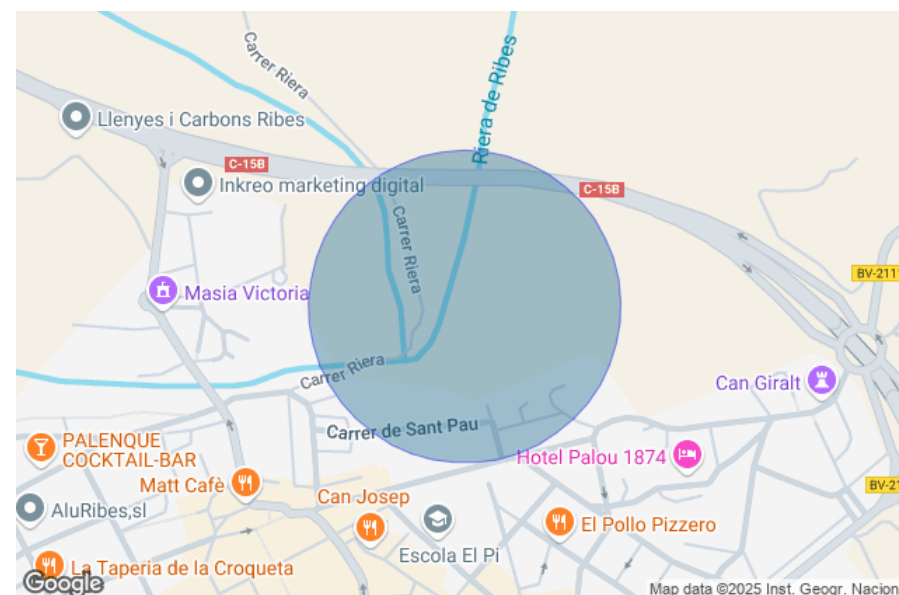 Carrer Riera
Riera de Ribes
Llenyes i Carbons Ribes
C-15B
Inkreo marketing digital
C-15B
Carrer Riera
BV-2111
Masia Victoria
Carrer Riera
Can Giralt
Carrer de Sant Pau
PALENQUE
COCKTAIL-BAR
Hotel Palou 1874
Matt Cafè
BV-21
Can Josep
AluRibes,sl
El Pollo Pizzero
Escola El Pi
La Taperia de la Croqueta
Google
Map data ©2025 Inst. Geogr. Nacion